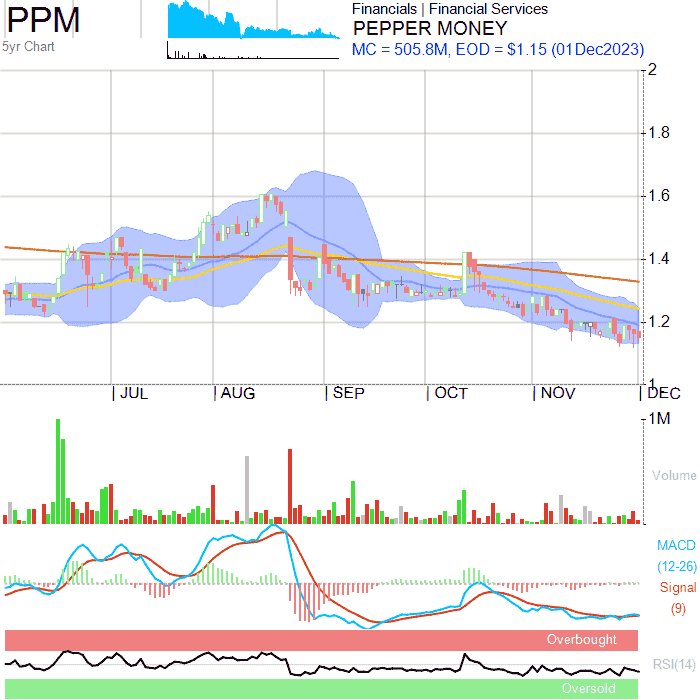 PPM
5yr Chart
Financials | Financial Services
PEPPER MONEY
MC = 505.8M, EOD = $1.15 (01Dec2023)
2
1.8
1.6
1.4
1.2
1
JUL AUG SEP OCT NOV DEC
1M
Volume
MACD
(12-26)
Signal
(9)
Overbought
RSI(14)
Oversold